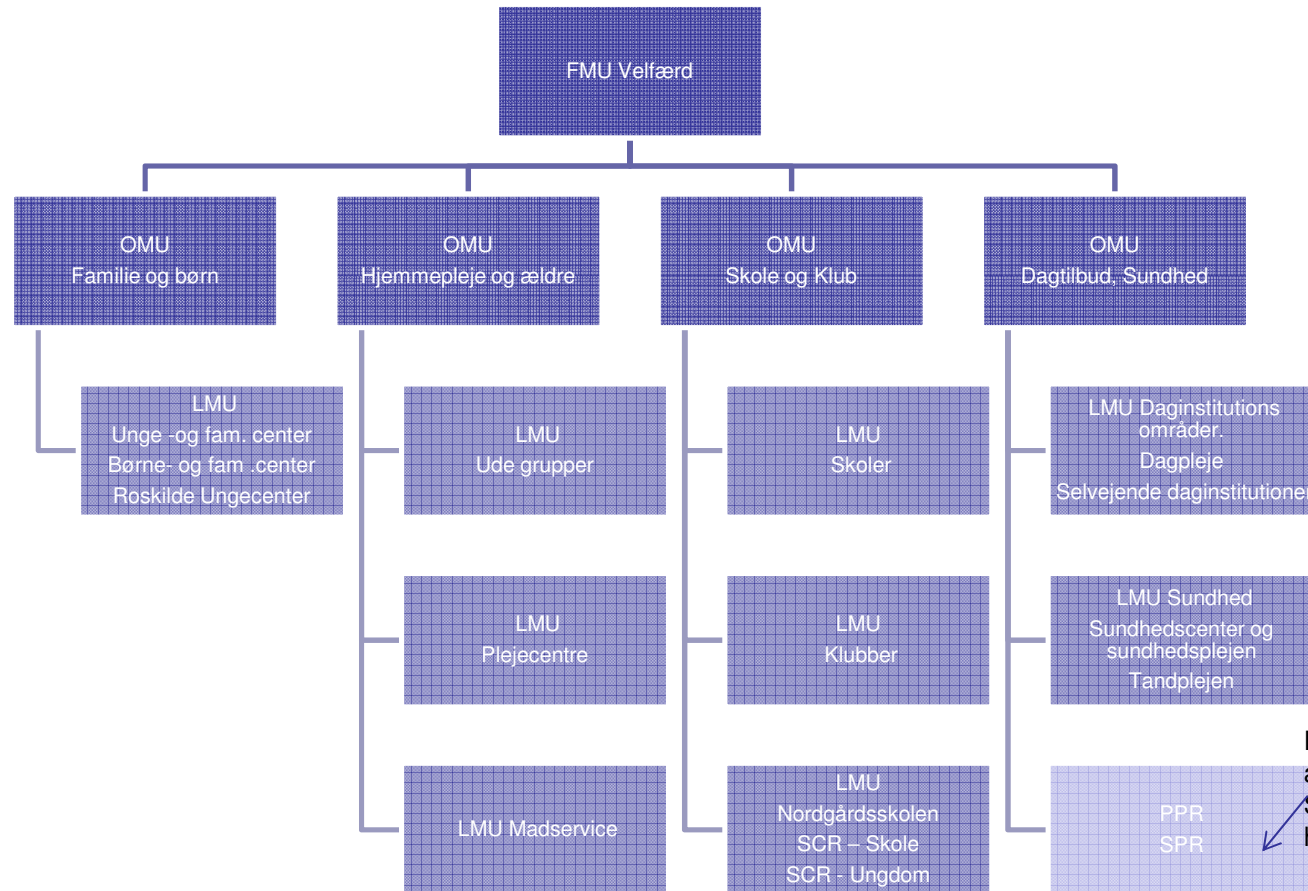 FMU Velfærd
OMU
Familie og børn
OMU
Hjemmepleje og ældre
OMU
Skole og Klub
OMU
Dagtilbud, Sundhed
LMU
Unge -og fam. center
Børne- og fam .center
Roskilde Ungecenter
LMU
Ude grupper
LMU
Plejecentre
LMU Madservice
LMU
Skoler
LMU
Klubber
LMU
Nordgårdsskolen
SCR – Skole
SCR - Ungdom
LMU Daginstitutions
områder.
Dagpleje
Selvejende daginstitutioner
LMU Sundhed
Sundhedscenter og
sundhedsplejen
Tandplejen
PPR
SPR